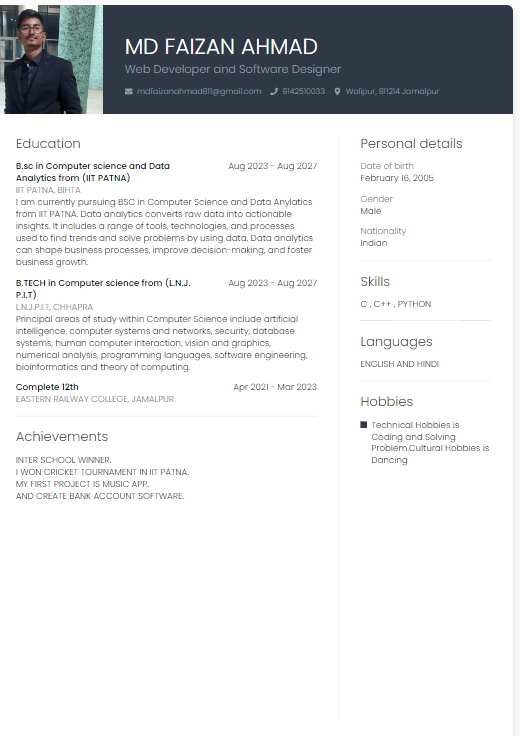 MD FAIZAN AHMAD
Web Developer and Software Designer
mdfaizanahmad811@gmail.com 9142510033 Walipur, 811214 Jamalpur
Education
B.sc in Computer science and Data Aug 2023 - Aug 2027
Analytics from (IIT PATNA)
IIT PATNA, BIHTA
I am currently pursuing BSC in Computer Science and Data Anylatics
from IIT PATNA. Data analytics converts raw data into actionable
insights. It includes a range of tools, technologies, and processes
used to find trends and solve problems by using data. Data analytics
can shape business processes, improve decision-making, and foster
business growth.
B.TECH in Computer science from (L.N.J. Aug 2023 - Aug 2027
P.I.T)
L.N.J.P.I.T, CHHAPRA
Principal areas of study within Computer Science include artificial
intelligence, computer systems and networks, security, database
systems, human computer interaction, vision and graphics,
numerical analysis, programming languages, software engineering,
bioinformatics and theory of computing.
Complete 12th Apr 2021 - Mar 2023
EASTERN RAILWAY COLLEGE, JAMALPUR
Achievements
INTER SCHOOL WINNER.
I WON CRICKET TOURNAMENT IN IIT PATNA.
MY FIRST PROJECT IS MUSIC APP.
AND CREATE BANK ACCOUNT SOFTWARE.
Personal details
Date of birth
February 16, 2005
Gender
Male
Nationality
Indian
Skills
C , C++ , PYTHON
Languages
ENGLISH AND HINDI
Hobbies
Technical Hobbies is
Coding and Solving
Problem.Cultural Hobbies is
Dancing